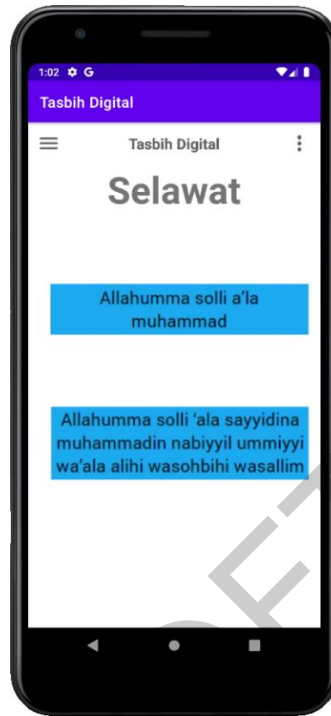 1:02 G
Tasbih Digital
Tasbih Digital
Selawat
Allahumma solli a’la
muhammad
Allahumma solli ‘ala sayyidina
muhammadin nabiyyil ummiyyi
wa’ala alihi wasohbihi wasallim